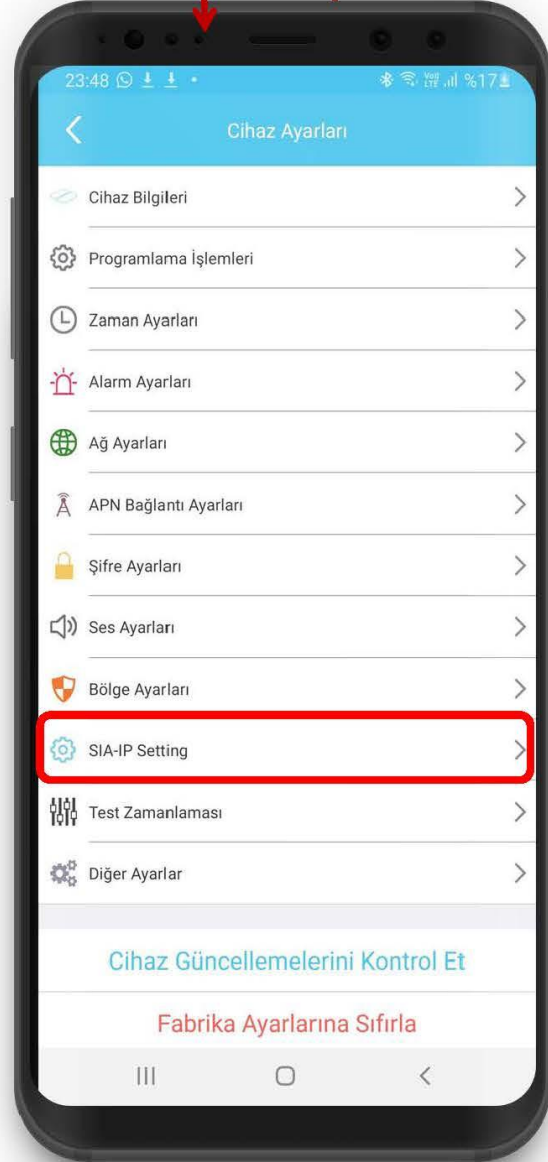 23:48
VoD LTE %17
Cihaz Ayarları
Cihaz Bilgileri
Programlama İşlemleri
Zaman Ayarları
Alarm Ayarları
Ağ Ayarları
APN Bağlantı Ayarları
Şifre Ayarları
Ses Ayarları
Bölge Ayarları
SIA-IP Setting
Test Zamanlaması
Diğer Ayarlar
Cihaz Güncellemelerini Kontrol Et
Fabrika Ayarlarına Sıfırla